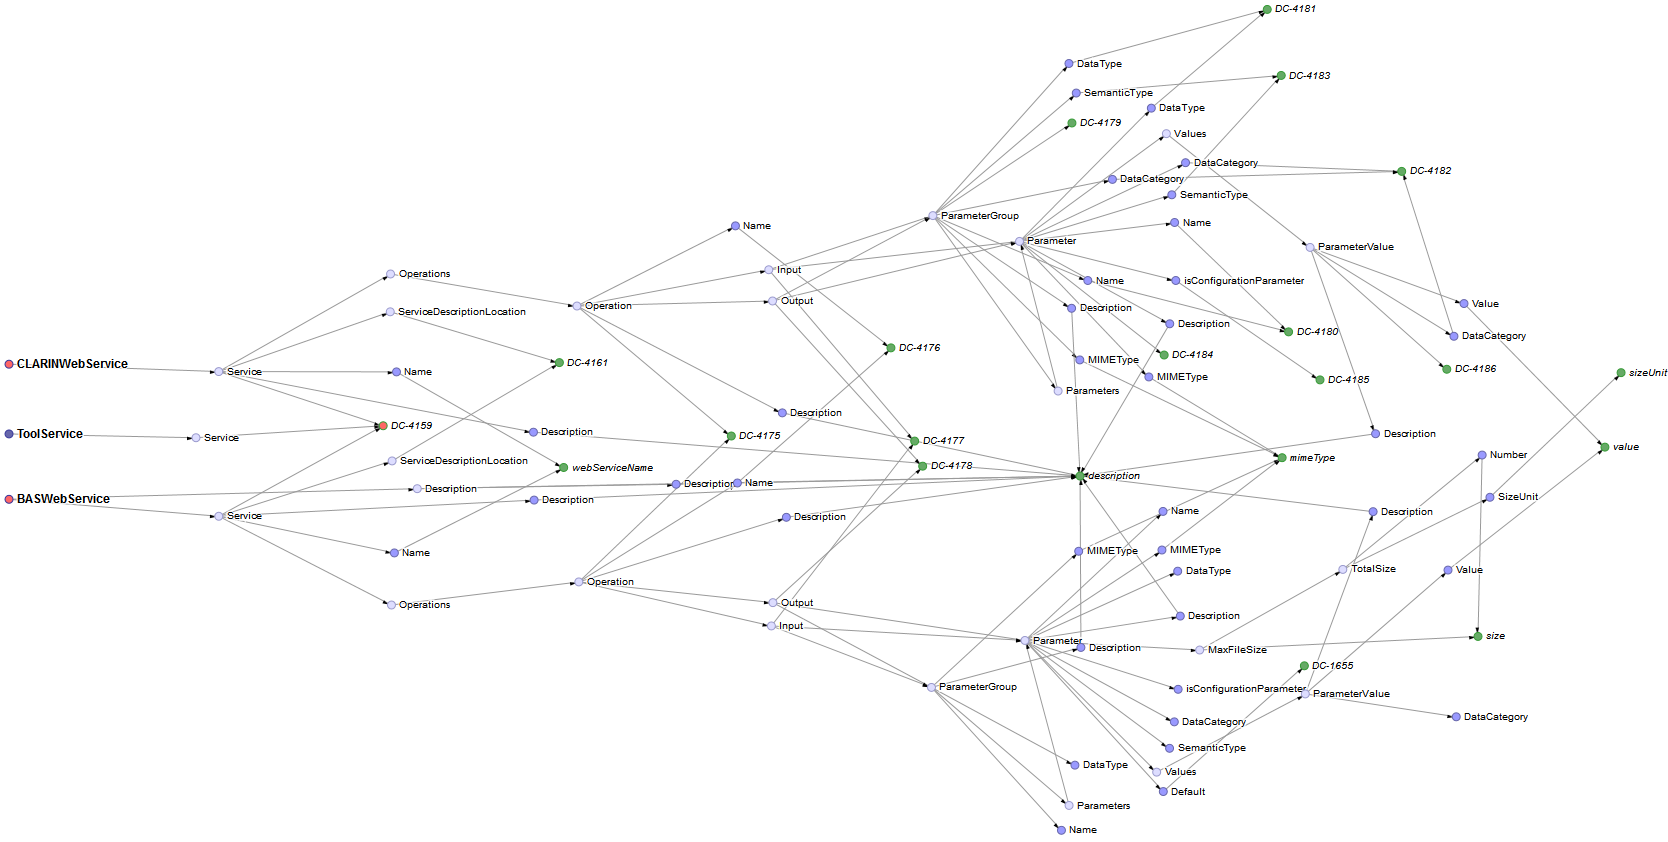 DC-4181
DataType
DC-4183
SemanticType
DataType
DC-4179
Values
DataCategory
DC-4182
DataCategory
SemanticType
ParameterGroup
Name
Name
Parameter
ParameterValue
Input
Operations
Name
isConfigurationParameter
Output
Value
Operation
Description
ServiceDescriptionLocation
Description
DC-4180
DataCategory
DC-4176
DC-4184
MIMEType
DC-4161
CLARINWebService
DC-4186
Service
Name
sizeUnit
MIMEType
DC-4185
Parameters
Description
DC-4159
Description
ToolService
Service
DC-4175
Description
DC-4177
value
Number
mimeType
ServiceDescriptionLocation
DC-4178
webServiceName
description
Description
Description
Name
BASWebService
Description
SizeUnit
Service
Description
Name
Description
Name
MIMEType
MIMEType
TotalSize
Value
DataType
Operation
Operations
Output
Description
Input
size
Parameter
Description
MaxFileSize
DC-1655
ParameterGroup
isConfigurationParameter
ParameterValue
DataCategory
DataCategory
SemanticType
DataType
Values
Default
Parameters
Name